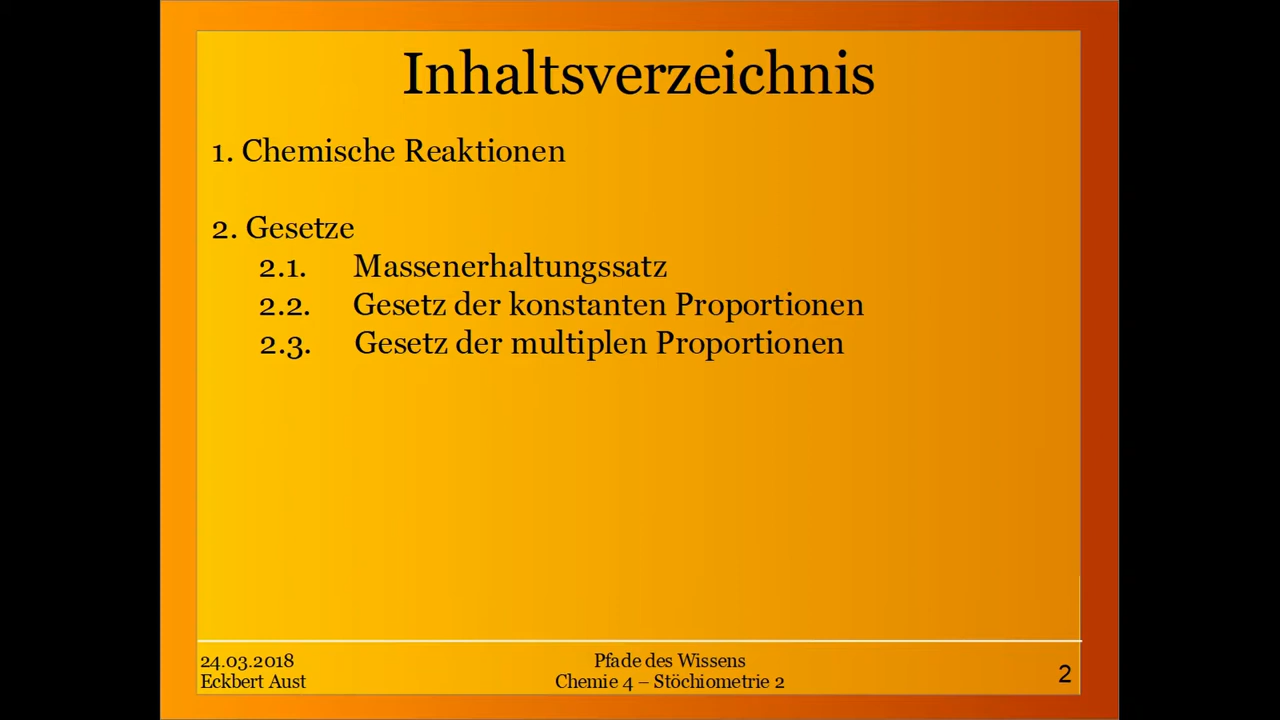 Inhaltsverzeichnis
1. Chemische Reaktionen
2. Gesetze
2.1. Massenerhaltungssatz
2.2. Gesetz der konstanten Proportionen
2.3. Gesetz der multiplen Proportionen
24.03.2018
Eckbert Aust
Pfade des Wissens
Chemie 4 – Stöchiometrie 2
2